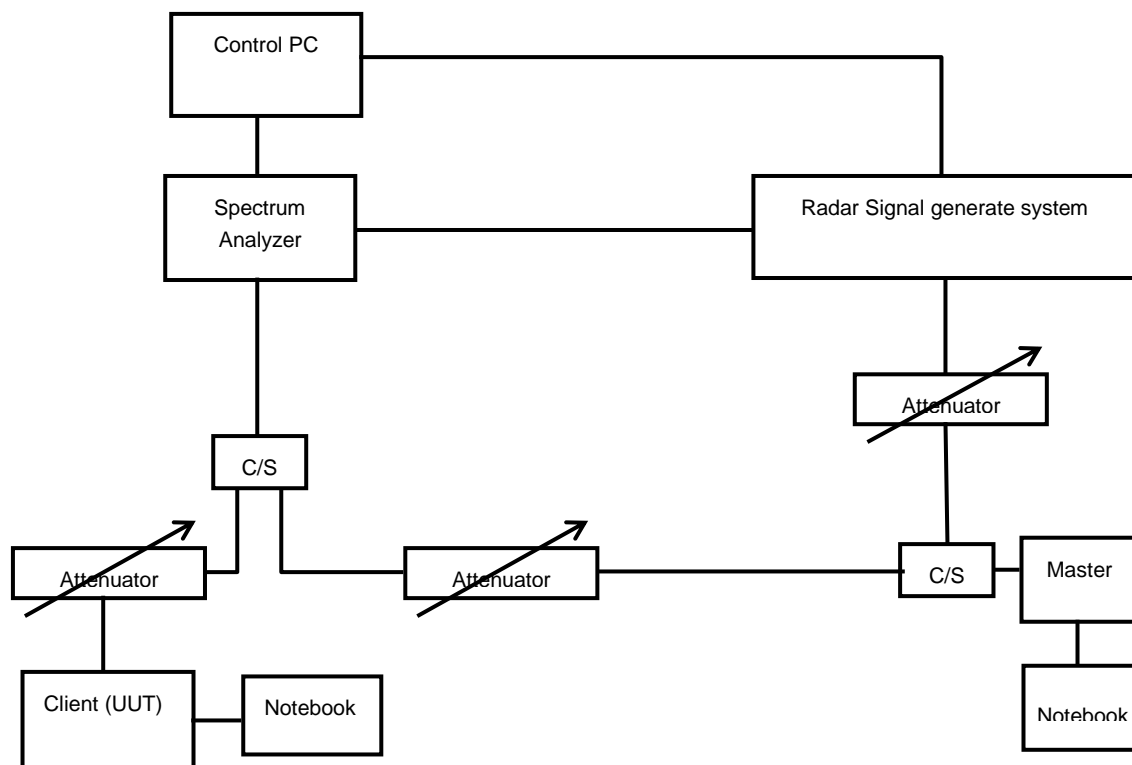 Control PC
Spectrum
Analyzer
Radar Signal generate system
Attenuator
C/S
Attenuator
Attenuator
C/S
Master
Client (UUT)
Notebook
Notebook